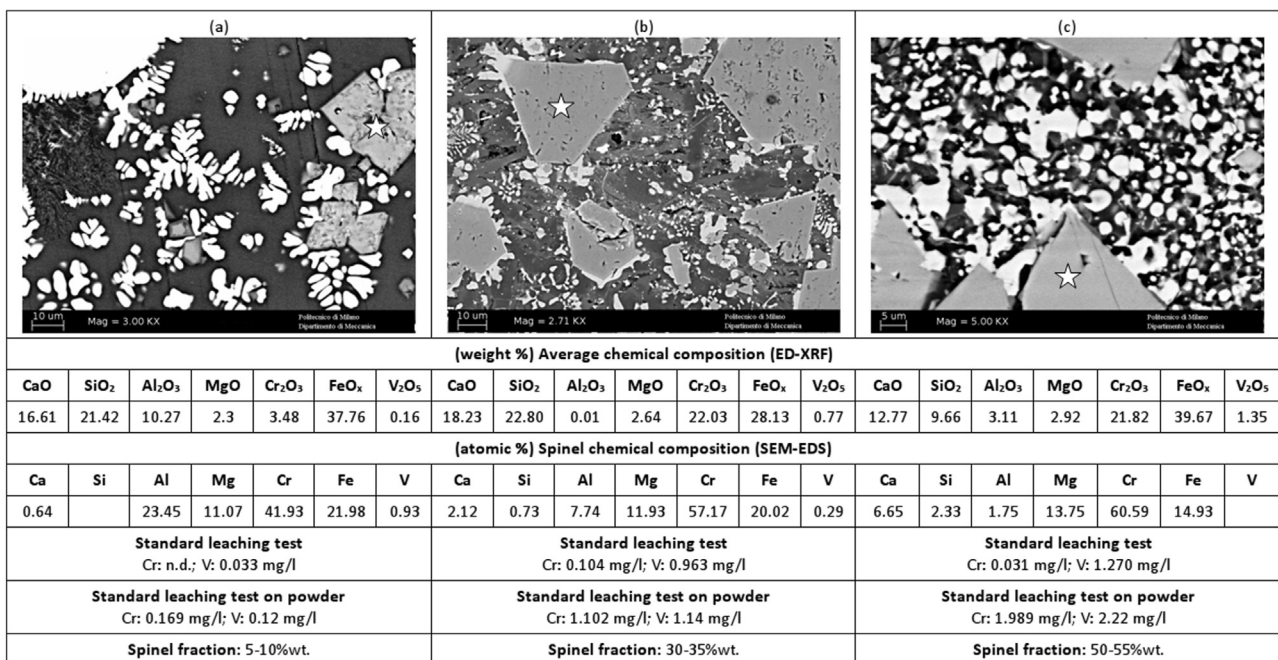 (a) (b) (c)
10 um Mag = 3.00 KX Politecnico di Milano
Dipartimento di Meccanica
10 um Mag = 2.71 KX Politecnico di Milano
Dipartimento di Meccanica
5 um Mag = 5.00 KX Politecnico di Milano
Dipartimento di Meccanica
(weight %) Average chemical composition (ED-XRF)
CaO SiO₂ Al₂O₃ MgO Cr₂O₃ FeOₓ V₂O₅ CaO SiO₂ Al₂O₃ MgO Cr₂O₃ FeOₓ V₂O₅ CaO SiO₂ Al₂O₃ MgO Cr₂O₃ FeOₓ V₂O₅
16.61 21.42 10.27 2.3 3.48 37.76 0.16 18.23 22.80 0.01 2.64 22.03 28.13 0.77 12.77 9.66 3.11 2.92 21.82 39.67 1.35
(atomic %) Spinel chemical composition (SEM-EDS)
Ca Si Al Mg Cr Fe V Ca Si Al Mg Cr Fe V Ca Si Al Mg Cr Fe V
0.64 23.45 11.07 41.93 21.98 0.93 2.12 0.73 7.74 11.93 57.17 20.02 0.29 6.65 2.33 1.75 13.75 60.59 14.93
Standard leaching test Standard leaching test Standard leaching test
Cr: n.d.; V: 0.033 mg/l Cr: 0.104 mg/l; V: 0.963 mg/l Cr: 0.031 mg/l; V: 1.270 mg/l
Standard leaching test on powder Standard leaching test on powder Standard leaching test on powder
Cr: 0.169 mg/l; V: 0.12 mg/l Cr: 1.102 mg/l; V: 1.14 mg/l Cr: 1.989 mg/l; V: 2.22 mg/l
Spinel fraction: 5-10%wt. Spinel fraction: 30-35%wt. Spinel fraction: 50-55%wt.